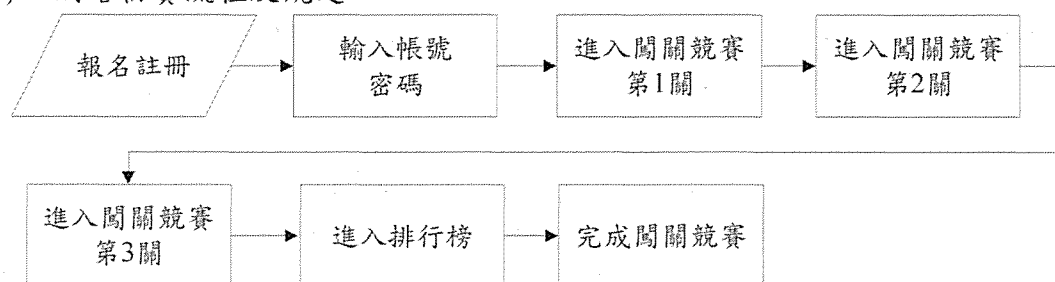 報名註冊
輸入帳號
密碼
進入闖關競賽
第1關
進入闖關競賽
第2關
進入闖關競賽
第3關
進入排行榜
完成闖關競賽